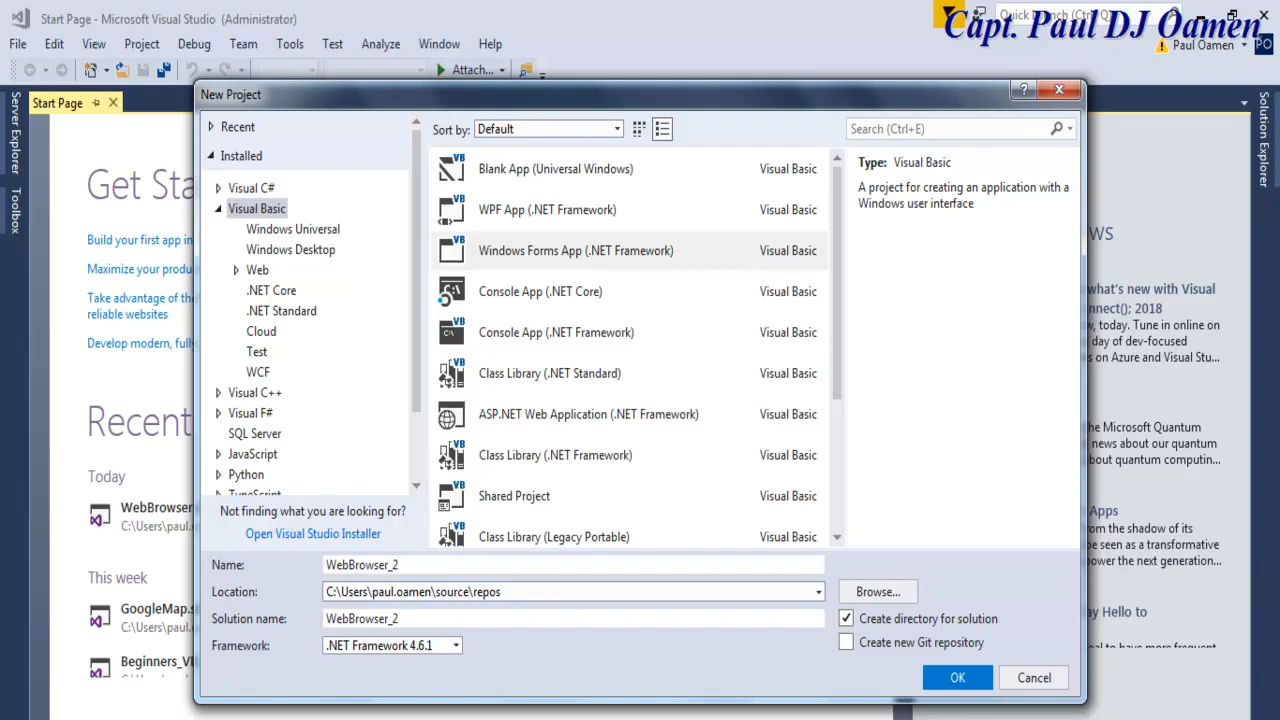 Start Page - Microsoft Visual Studio (Administrator)
Quick Launch (Ctrl+Q)
Capt. Paul DJ Oamen
File Edit View Project Debug Team Tools Test Analyze Window Help
Paul Oamen
PO
Attach...
Server Explorer
Toolbox
Solution Explorer
Start Page
Get Sta
Build your first app in
Maximize your produ
Take advantage of the
reliable websites
Develop modern, fully
Recent
Today
WebBrowser
C:\Users\pau
This week
GoogleMap.s
C:\Users\paul.
Beginners_VB
New Project
Recent
Installed
Visual C#
Visual Basic
Windows Universal
Windows Desktop
Web
.NET Core
.NET Standard
Cloud
Test
WCF
Visual C++
Visual F#
SQL Server
JavaScript
Python
TypeScript
Not finding what you are looking for?
Open Visual Studio Installer
Sort by: Default
Search (Ctrl+E)
Blank App (Universal Windows) Visual Basic
WPF App (.NET Framework) Visual Basic
Windows Forms App (.NET Framework) Visual Basic
Console App (.NET Core) Visual Basic
Console App (.NET Framework) Visual Basic
Class Library (.NET Standard) Visual Basic
ASP.NET Web Application (.NET Framework) Visual Basic
Class Library (.NET Framework) Visual Basic
Shared Project Visual Basic
Class Library (Legacy Portable) Visual Basic
Type: Visual Basic
A project for creating an application with a
Windows user interface
Name: WebBrowser_2
Location: C:\Users\paul.oamen\source\repos
Browse...
Solution name: WebBrowser_2
Create directory for solution
Framework: .NET Framework 4.6.1
Create new Git repository
OK Cancel
WS
what's new with Visual
nnect(); 2018
, today. Tune in online on
day of dev-focused
s on Azure and Visual Stu...
the Microsoft Quantum
news about our quantum
about quantum computin...
Apps
rom the shadow of its
be seen as a transformative
power the next generation...
ay Hello to